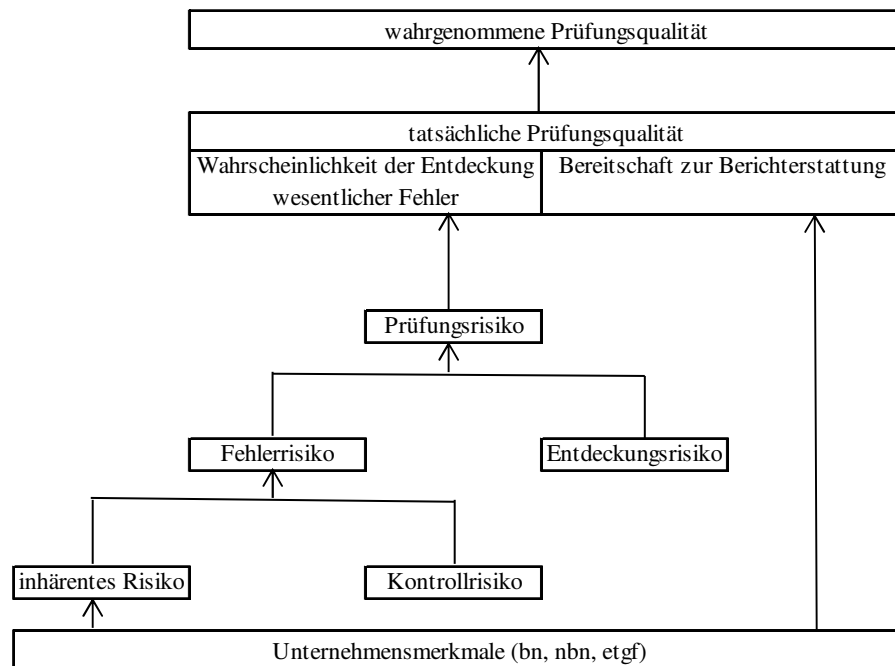 wahrgenommene Prüfungsqualität
tatsächliche Prüfungsqualität
Wahrscheinlichkeit der Entdeckung
wesentlicher Fehler
Bereitschaft zur Berichterstattung
Prüfungsrisiko
Fehlerrisiko
Entdeckungsrisiko
inhärentes Risiko
Kontrollrisiko
Unternehmensmerkmale (bn, nbn, etgf)